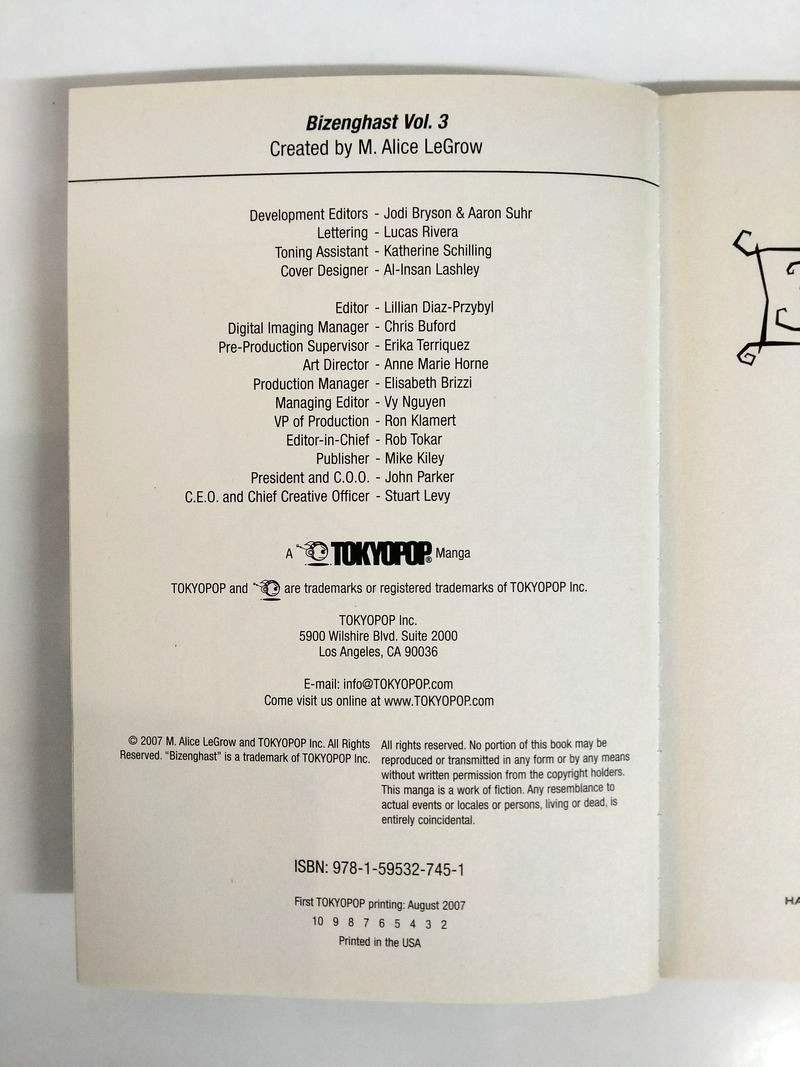 Bizenghast Vol. 3
Created by M. Alice LeGrow
Development Editors - Jodi Bryson & Aaron Suhr
Lettering - Lucas Rivera
Toning Assistant - Katherine Schilling
Cover Designer - Al-Insan Lashley
Editor - Lillian Diaz-Przybyl
Digital Imaging Manager - Chris Buford
Pre-Production Supervisor - Erika Terriquez
Art Director - Anne Marie Horne
Production Manager - Elisabeth Brizzi
Managing Editor - Vy Nguyen
VP of Production - Ron Klamert
Editor-in-Chief - Rob Tokar
Publisher - Mike Kiley
President and C.O.O. - John Parker
C.E.O. and Chief Creative Officer - Stuart Levy
A TOKYOPOP® Manga
TOKYOPOP and are trademarks or registered trademarks of TOKYOPOP Inc.
TOKYOPOP Inc.
5900 Wilshire Blvd. Suite 2000
Los Angeles, CA 90036
E-mail: info@TOKYOPOP.com
Come visit us online at www.TOKYOPOP.com
© 2007 M. Alice LeGrow and TOKYOPOP Inc. All Rights
Reserved. "Bizenghast" is a trademark of TOKYOPOP Inc.
All rights reserved. No portion of this book may be
reproduced or transmitted in any form or by any means
without written permission from the copyright holders.
This manga is a work of fiction. Any resemblance to
actual events or locales or persons, living or dead, is
entirely coincidental.
ISBN: 978-1-59532-745-1
First TOKYOPOP printing: August 2007
10 9 8 7 6 5 4 3 2
Printed in the USA